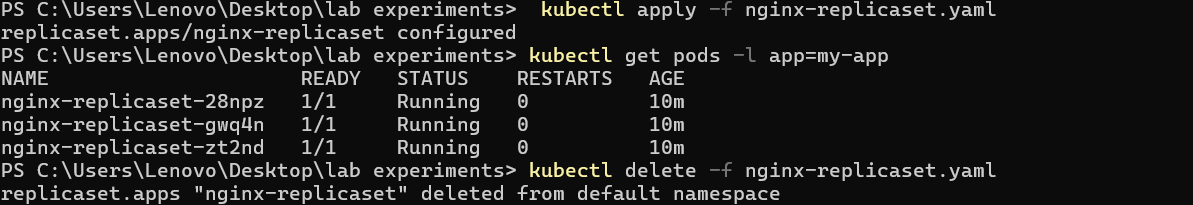 PS C:\Users\Lenovo\Desktop\lab experiments>  kubectl apply -f nginx-replicaset.yaml
replicaset.apps/nginx-replicaset configured
PS C:\Users\Lenovo\Desktop\lab experiments> kubectl get pods -l app=my-app
NAME                     READY   STATUS    RESTARTS   AGE
nginx-replicaset-28npz   1/1     Running   0          10m
nginx-replicaset-gwq4n   1/1     Running   0          10m
nginx-replicaset-zt2nd   1/1     Running   0          10m
PS C:\Users\Lenovo\Desktop\lab experiments> kubectl delete -f nginx-replicaset.yaml
replicaset.apps "nginx-replicaset" deleted from default namespace